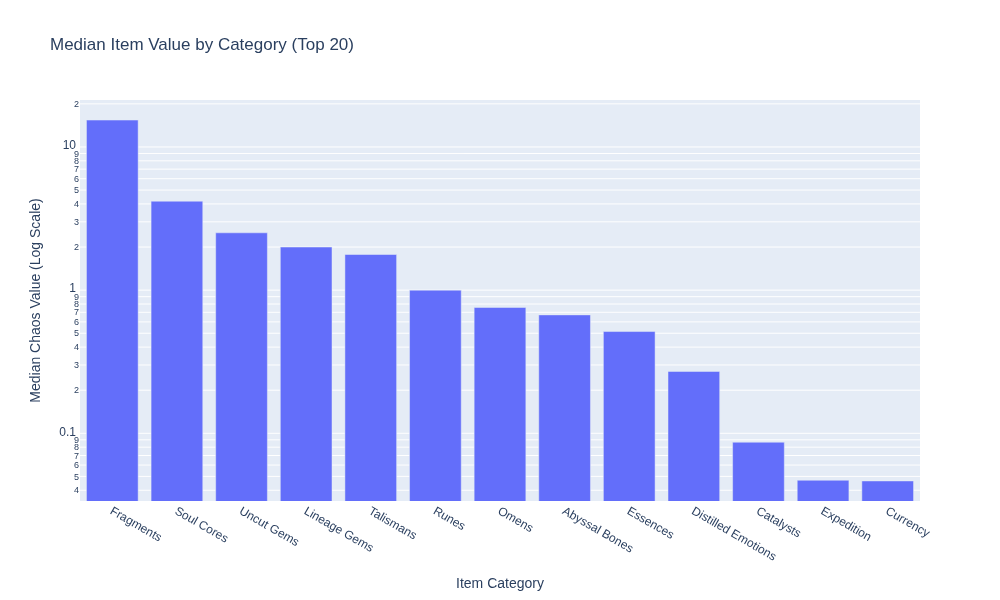 Median Item Value by Category (Top 20)
Median Chaos Value (Log Scale)
2
10
9
8
7
6
5
4
3
2
1
9
8
7
6
5
4
3
2
0.1
9
8
7
6
5
4
Fragments
Soul Cores
Uncut Gems
Lineage Gems
Talismans
Runes
Omens
Abyssal Bones
Essences
Distilled Emotions
Catalysts
Expedition
Currency
Item Category